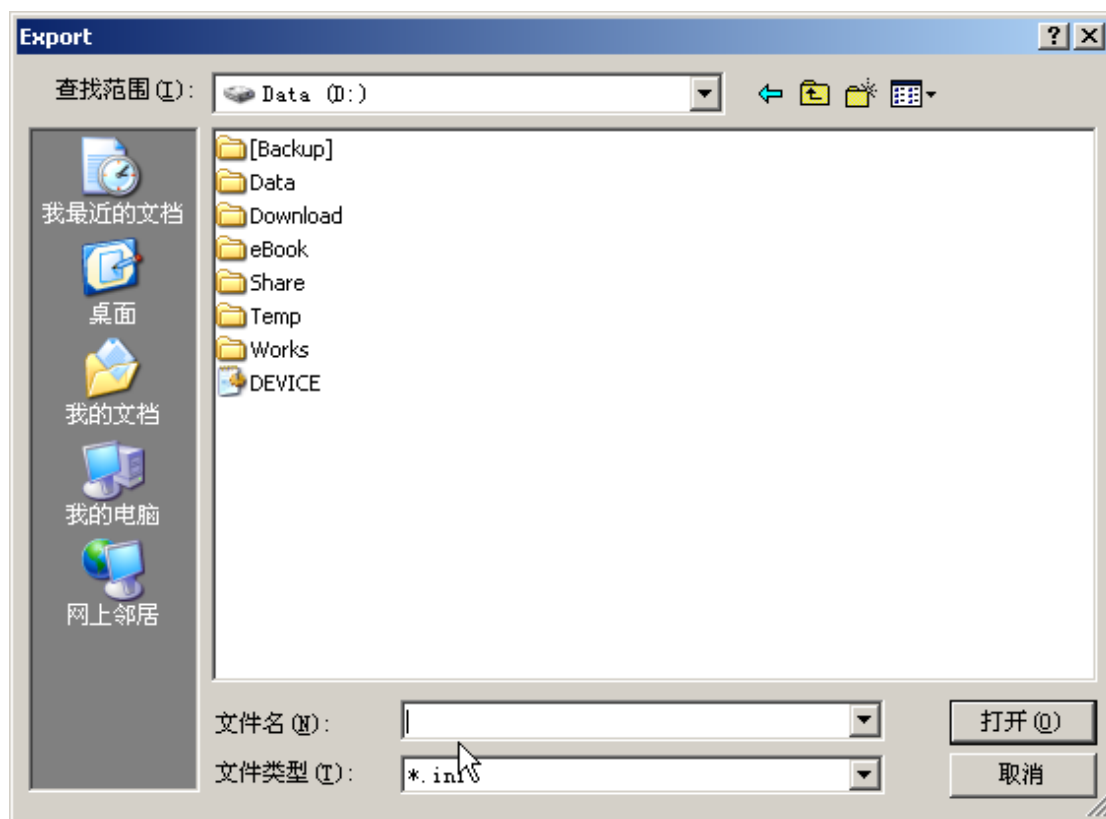 Export
查找范围(I):
Data (D:)
[Backup]
Data
Download
eBook
Share
Temp
Works
DEVICE
我最近的文档
桌面
我的文档
我的电脑
网上邻居
文件名(N):
打开(O)
文件类型(T):
取消